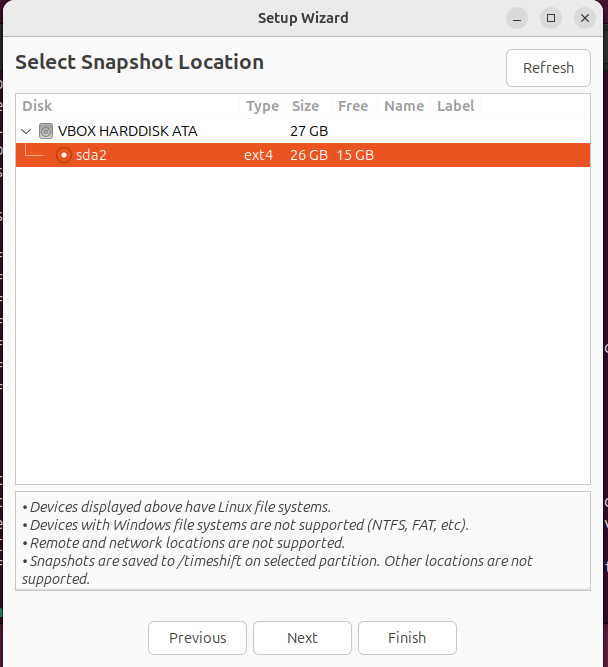 Setup Wizard
Select Snapshot Location
Refresh
Disk Type Size Free Name Label
VBOX HARDDISK ATA 27 GB
sda2 ext4 26 GB 15 GB
• Devices displayed above have Linux file systems.
• Devices with Windows file systems are not supported (NTFS, FAT, etc).
• Remote and network locations are not supported.
• Snapshots are saved to /timeshift on selected partition. Other locations are not
supported.
Previous Next Finish